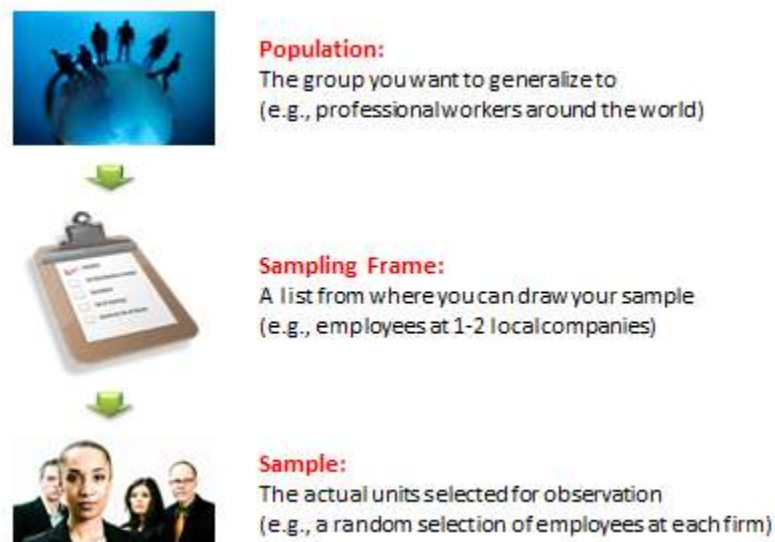 Population:
The group you want to generalize to
(e.g., professional workers around the world)
Sampling Frame:
A list from where you can draw your sample
(e.g., employees at 1-2 local companies)
Sample:
The actual units selected for observation
(e.g., a random selection of employees at each firm)